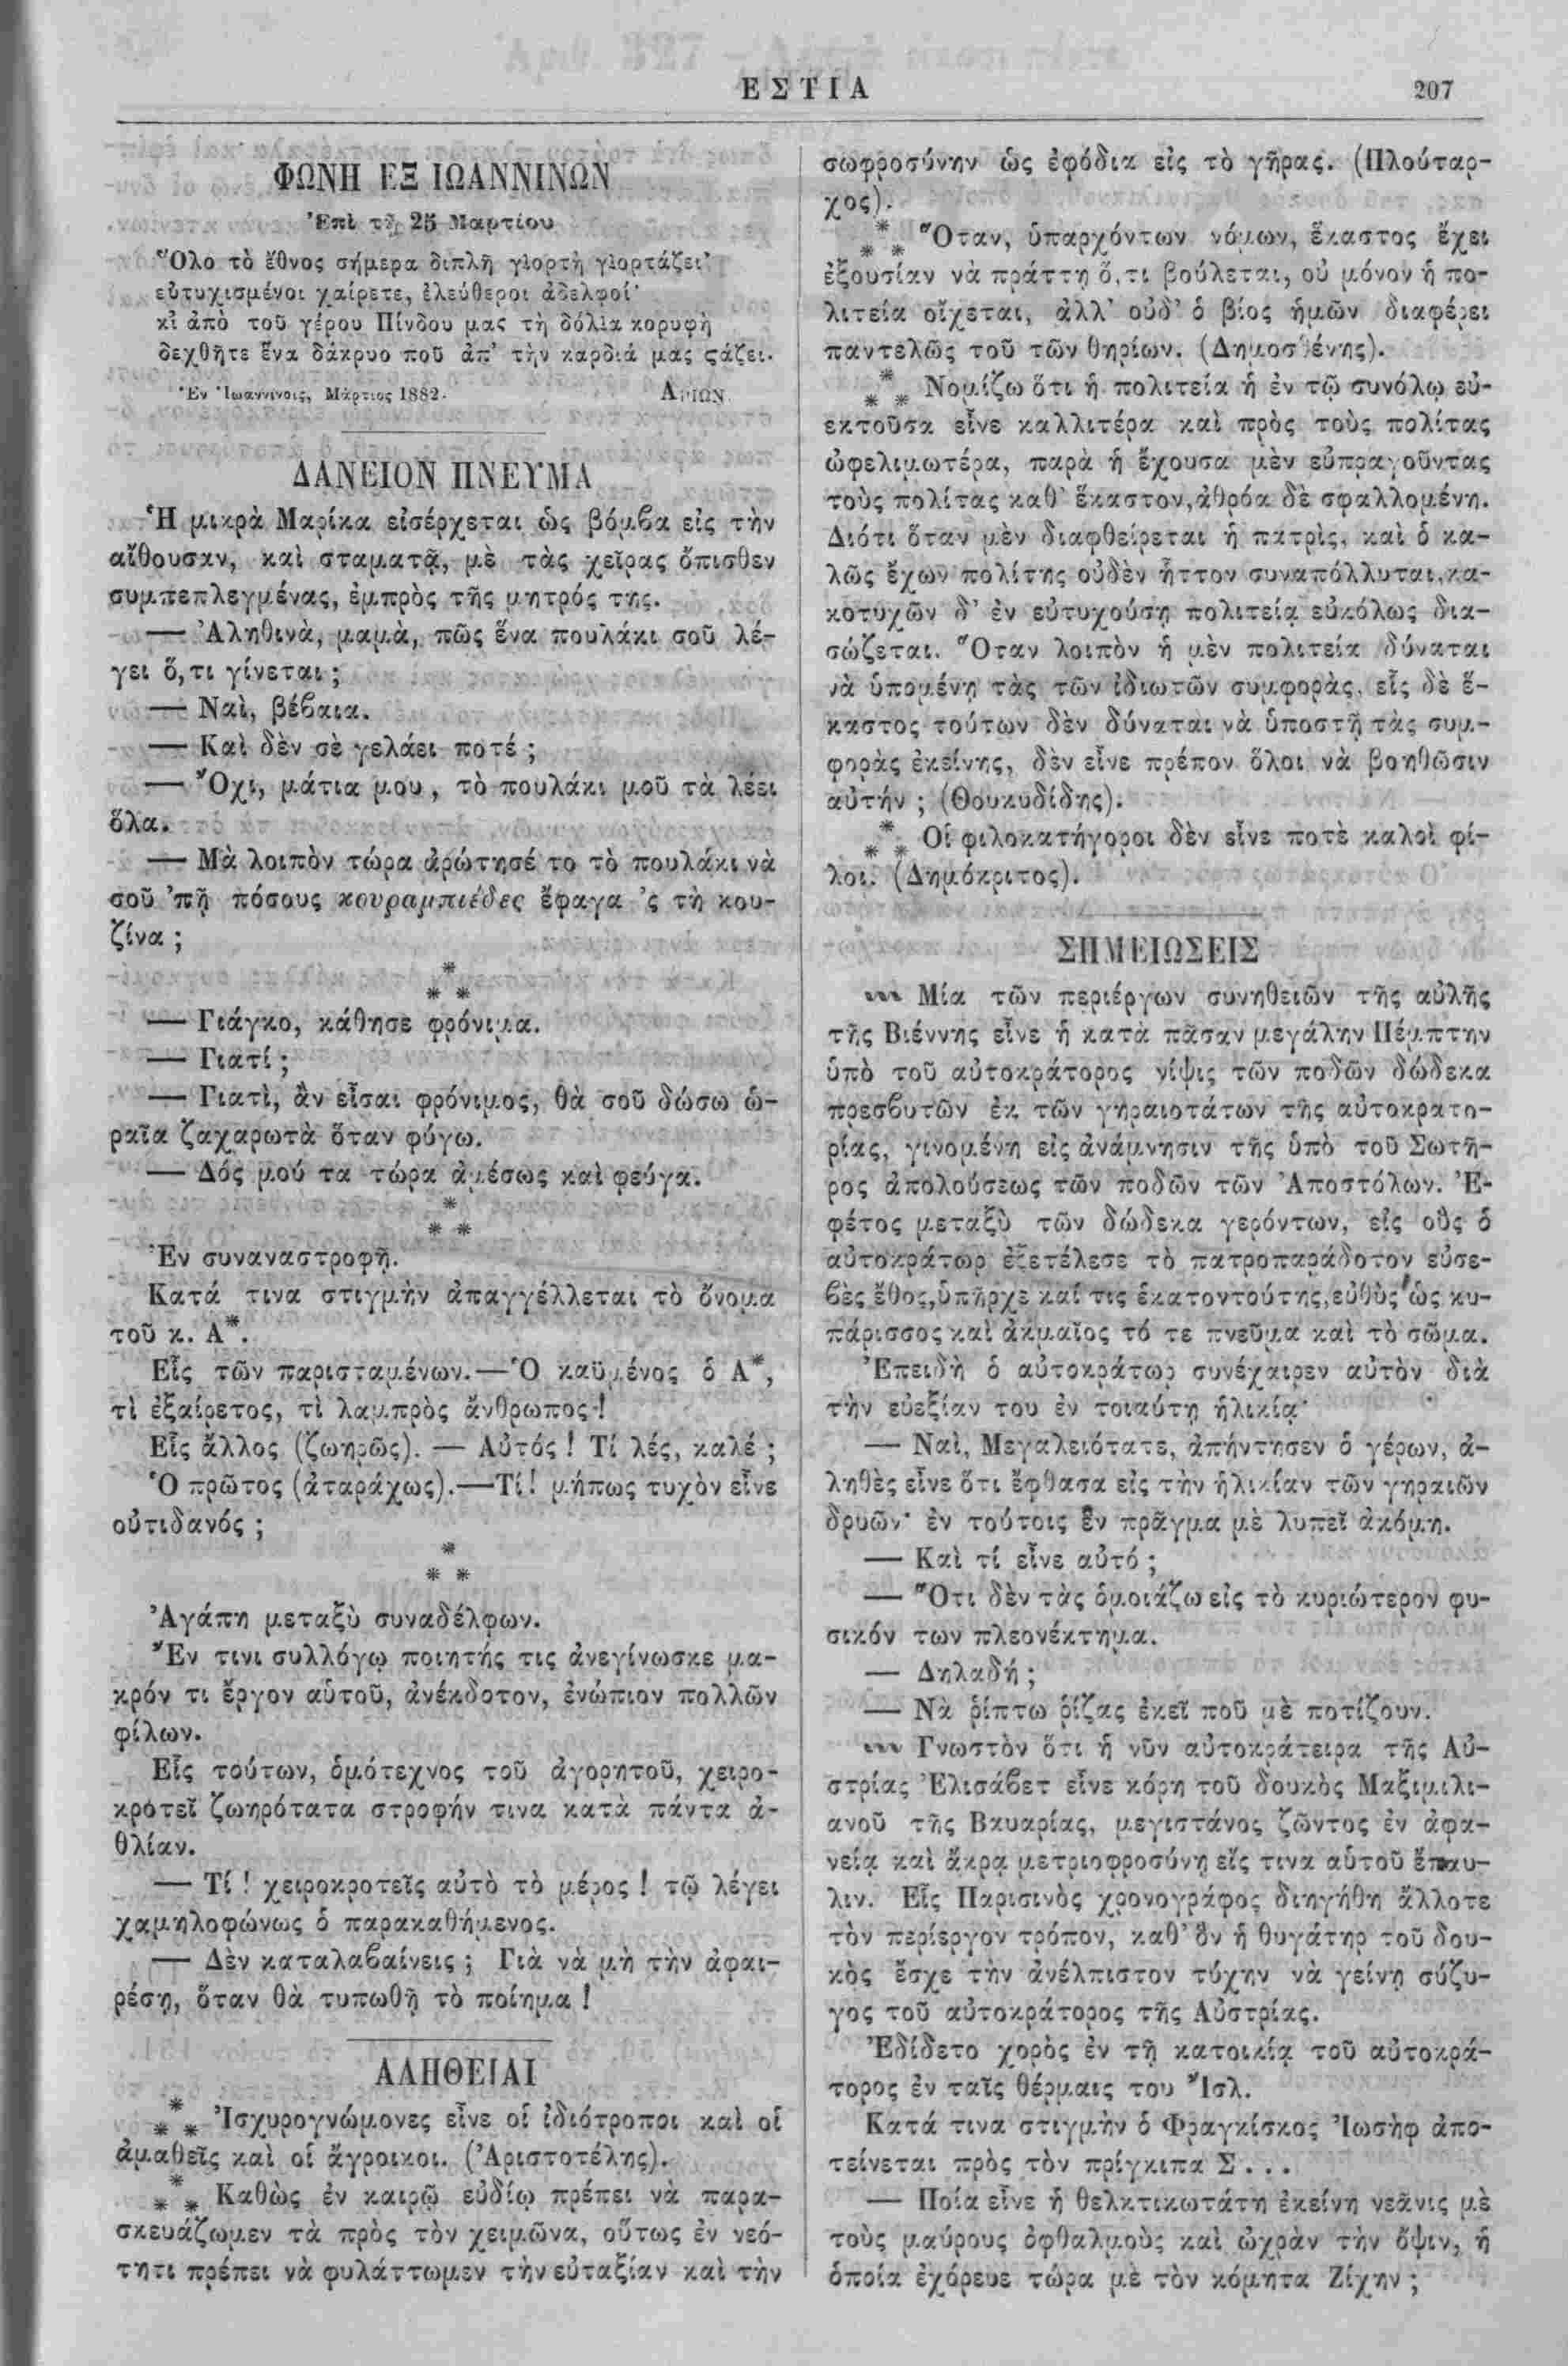 ΕΣΤΙΑ
207
ΦΩΝΗ ΕΞ ΙΩΑΝΝΙΝΩΝ
Ἐπὶ τῇ 25 Μαρτίου
Ὅλο τὸ ἔθνος σήμερα διπλῆ γιορτὴ γιορτάζει·
εὐτυχισμένοι χαίρετε, ἐλεύθεροι ἀδελφοί·
κἰ ἀπὸ τοῦ γέρου Πίνδου μας τὴ δόλια κορυφὴ
δεχθῆτε ἕνα δάκρυο ποῦ ἀπ' τὴν καρδιά μας ςάζει.
Ἐν Ἰωαννίνοις, Μάρτιος 1882.
ΑΡΙΩΝ
ΔΑΝΕΙΟΝ ΠΝΕΥΜΑ
Ἡ μικρὰ Μαρίκα εἰσέρχεται ὡς βόμβα εἰς τὴν
αἴθουσαν, καὶ σταματᾷ, μὲ τὰς χεῖρας ὄπισθεν
συμπεπλεγμένας, ἐμπρὸς τῆς μητρός της.
— Ἀληθινὰ, μαμὰ, πῶς ἕνα πουλάκι σοῦ λέ-
γει ὅ,τι γίνεται ;
— Ναὶ, βέβαια.
— Καὶ δὲν σὲ γελάει ποτέ ;
— Ὄχι, μάτια μου, τὸ πουλάκι μοῦ τὰ λέει
ὅλα.
— Μὰ λοιπὸν τώρα ἀρώτησέ το τὸ πουλάκι νὰ
σοῦ 'πῇ πόσους κουραμπιέδες ἔφαγα 'ς τὴ κου-
ζίνα ;
*
* *
— Γιάγκο, κάθησε φρόνιμα.
— Γιατί ;
— Γιατὶ, ἂν εἶσαι φρόνιμος, θὰ σοῦ δώσω ὡ-
ραῖα ζαχαρωτὰ ὅταν φύγω.
— Δός μού τα τώρα ἀμέσως καὶ φεύγα.
*
* *
Ἐν συναναστροφῇ.
Κατά τινα στιγμὴν ἀπαγγέλλεται τὸ ὄνομα
τοῦ κ. Α*.
Εἷς τῶν παρισταμένων.—Ὁ καϋμένος ὁ Α*,
τὶ ἐξαίρετος, τὶ λαμπρὸς ἄνθρωπος !
Εἷς ἄλλος (ζωηρῶς). — Αὐτός ! Τί λές, καλέ ;
Ὁ πρῶτος (ἀταράχως).—Τί ! μήπως τυχὸν εἶνε
οὐτιδανός ;
*
* *
Ἀγάπη μεταξὺ συναδέλφων.
Ἔν τινι συλλόγῳ ποιητής τις ἀνεγίνωσκε μα-
κρόν τι ἔργον αὑτοῦ, ἀνέκδοτον, ἐνώπιον πολλῶν
φίλων.
Εἷς τούτων, ὁμότεχνος τοῦ ἀγορητοῦ, χειρο-
κροτεῖ ζωηρότατα στροφήν τινα κατὰ πάντα ἀ-
θλίαν.
— Τί ! χειροκροτεῖς αὐτὸ τὸ μέρος ! τῷ λέγει
χαμηλοφώνως ὁ παρακαθήμενος.
— Δὲν καταλαβαίνεις ; Γιὰ νὰ μὴ τὴν ἀφαι-
ρέσῃ, ὅταν θὰ τυπωθῇ τὸ ποίημα !
ΑΛΗΘΕΙΑΙ
*** Ἰσχυρογνώμονες εἶνε οἱ ἰδιότροποι καὶ οἱ
ἀμαθεῖς καὶ οἱ ἄγροικοι. (Ἀριστοτέλης).
*** Καθὼς ἐν καιρῷ εὐδίῳ πρέπει νὰ παρα-
σκευάζωμεν τὰ πρὸς τὸν χειμῶνα, οὕτως ἐν νεό-
τητι πρέπει νὰ φυλάττωμεν τὴν εὐταξίαν καὶ τὴν
σωφροσύνην ὡς ἐφόδια εἰς τὸ γῆρας. (Πλούταρ-
χος).
*** Ὅταν, ὑπαρχόντων νόμων, ἕκαστος ἔχει
ἐξουσίαν νὰ πράττῃ ὅ,τι βούλεται, οὐ μόνον ἡ πο-
λιτεία οἴχεται, ἀλλ' οὐδ' ὁ βίος ἡμῶν διαφέρει
παντελῶς τοῦ τῶν θηρίων. (Δημοσθένης).
*** Νομίζω ὅτι ἡ πολιτεία ἡ ἐν τῷ συνόλῳ εὐ-
εκτοῦσα εἶνε καλλιτέρα καὶ πρὸς τοὺς πολίτας
ὠφελιμωτέρα, παρὰ ἡ ἔχουσα μὲν εὐπραγοῦντας
τοὺς πολίτας καθ' ἕκαστον, ἀθρόα δὲ σφαλλομένη.
Διότι ὅταν μὲν διαφθείρεται ἡ πατρὶς, καὶ ὁ κα-
λῶς ἔχων πολίτης οὐδὲν ἧττον συναπόλλυται, κα-
κοτυχῶν δ' ἐν εὐτυχούσῃ πολιτείᾳ εὐκόλως δια-
σώζεται. Ὅταν λοιπὸν ἡ μὲν πολιτεία δύναται
νὰ ὑπομένῃ τὰς τῶν ἰδιωτῶν συμφορὰς, εἷς δὲ ἕ-
καστος τούτων δὲν δύναται νὰ ὑποστῇ τὰς συμ-
φορὰς ἐκείνης, δὲν εἶνε πρέπον ὅλοι νὰ βοηθῶσιν
αὐτήν ; (Θουκυδίδης).
*** Οἱ φιλοκατήγοροι δὲν εἶνε ποτὲ καλοὶ φί-
λοι. (Δημόκριτος).
ΣΗΜΕΙΩΣΕΙΣ
Μία τῶν περιέργων συνηθειῶν τῆς αὐλῆς
τῆς Βιέννης εἶνε ἡ κατὰ πᾶσαν μεγάλην Πέμπτην
ὑπὸ τοῦ αὐτοκράτορος νίψις τῶν ποδῶν δώδεκα
πρεσβυτῶν ἐκ τῶν γηραιοτάτων τῆς αὐτοκρατο-
ρίας, γινομένη εἰς ἀνάμνησιν τῆς ὑπὸ τοῦ Σωτῆ-
ρος ἀπολούσεως τῶν ποδῶν τῶν Ἀποστόλων. Ἐ-
φέτος μεταξὺ τῶν δώδεκα γερόντων, εἰς οὓς ὁ
αὐτοκράτωρ ἐξετέλεσε τὸ πατροπαράδοτον εὐσε-
βὲς ἔθος, ὑπῆρχε καί τις ἑκατοντούτης, εὐθὺς ὡς κυ-
πάρισσος καὶ ἀκμαῖος τό τε πνεῦμα καὶ τὸ σῶμα.
Ἐπειδὴ ὁ αὐτοκράτωρ συνέχαιρεν αὐτὸν διὰ
τὴν εὐεξίαν του ἐν τοιαύτῃ ἡλικίᾳ·
— Ναὶ, Μεγαλειότατε, ἀπήντησεν ὁ γέρων, ἀ-
ληθὲς εἶνε ὅτι ἔφθασα εἰς τὴν ἡλικίαν τῶν γηραιῶν
δρυῶν· ἐν τούτοις ἓν πρᾶγμα μὲ λυπεῖ ἀκόμη.
— Καὶ τί εἶνε αὐτό ;
— Ὅτι δὲν τὰς ὁμοιάζω εἰς τὸ κυριώτερον φυ-
σικόν των πλεονέκτημα.
— Δηλαδή ;
— Νὰ ῥίπτω ῥίζας ἐκεῖ ποῦ μὲ ποτίζουν.
Γνωστὸν ὅτι ἡ νῦν αὐτοκράτειρα τῆς Αὐ-
στρίας Ἐλισάβετ εἶνε κόρη τοῦ δουκὸς Μαξιμιλι-
ανοῦ τῆς Βαυαρίας, μεγιστάνος ζῶντος ἐν ἀφα-
νείᾳ καὶ ἄκρᾳ μετριοφροσύνῃ εἴς τινα αὑτοῦ ἔπαυ-
λιν. Εἷς Παρισινὸς χρονογράφος διηγήθη ἄλλοτε
τὸν περίεργον τρόπον, καθ' ὃν ἡ θυγάτηρ τοῦ δου-
κὸς ἔσχε τὴν ἀνέλπιστον τύχην νὰ γείνῃ σύζυ-
γος τοῦ αὐτοκράτορος τῆς Αὐστρίας.
Ἐδίδετο χορὸς ἐν τῇ κατοικίᾳ τοῦ αὐτοκρά-
τορος ἐν ταῖς θέρμαις του Ἴσλ.
Κατά τινα στιγμὴν ὁ Φραγκίσκος Ἰωσὴφ ἀπο-
τείνεται πρὸς τὸν πρίγκιπα Σ...
— Ποία εἶνε ἡ θελκτικωτάτη ἐκείνη νεᾶνις μὲ
τοὺς μαύρους ὀφθαλμοὺς καὶ ὠχρὰν τὴν ὄψιν, ἡ
ὁποία ἐχόρευε τώρα μὲ τὸν κόμητα Ζίχην ;